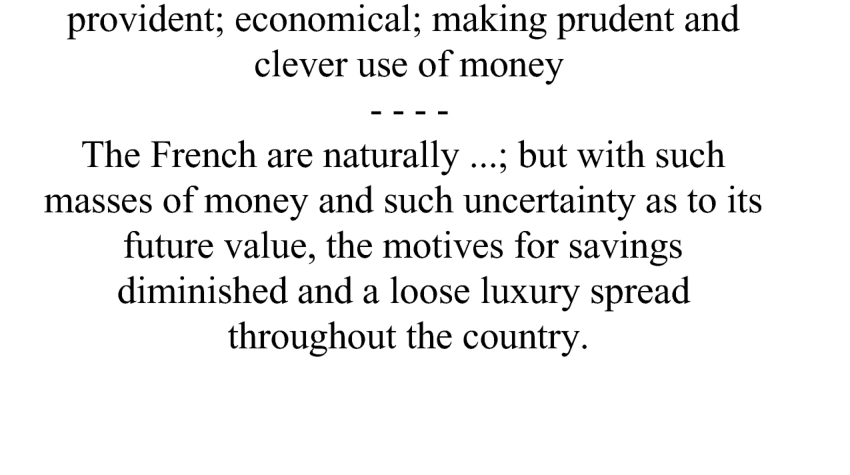 provident; economical; making prudent and
clever use of money
- - - -
The French are naturally ...; but with such
masses of money and such uncertainty as to its
future value, the motives for savings
diminished and a loose luxury spread
throughout the country.